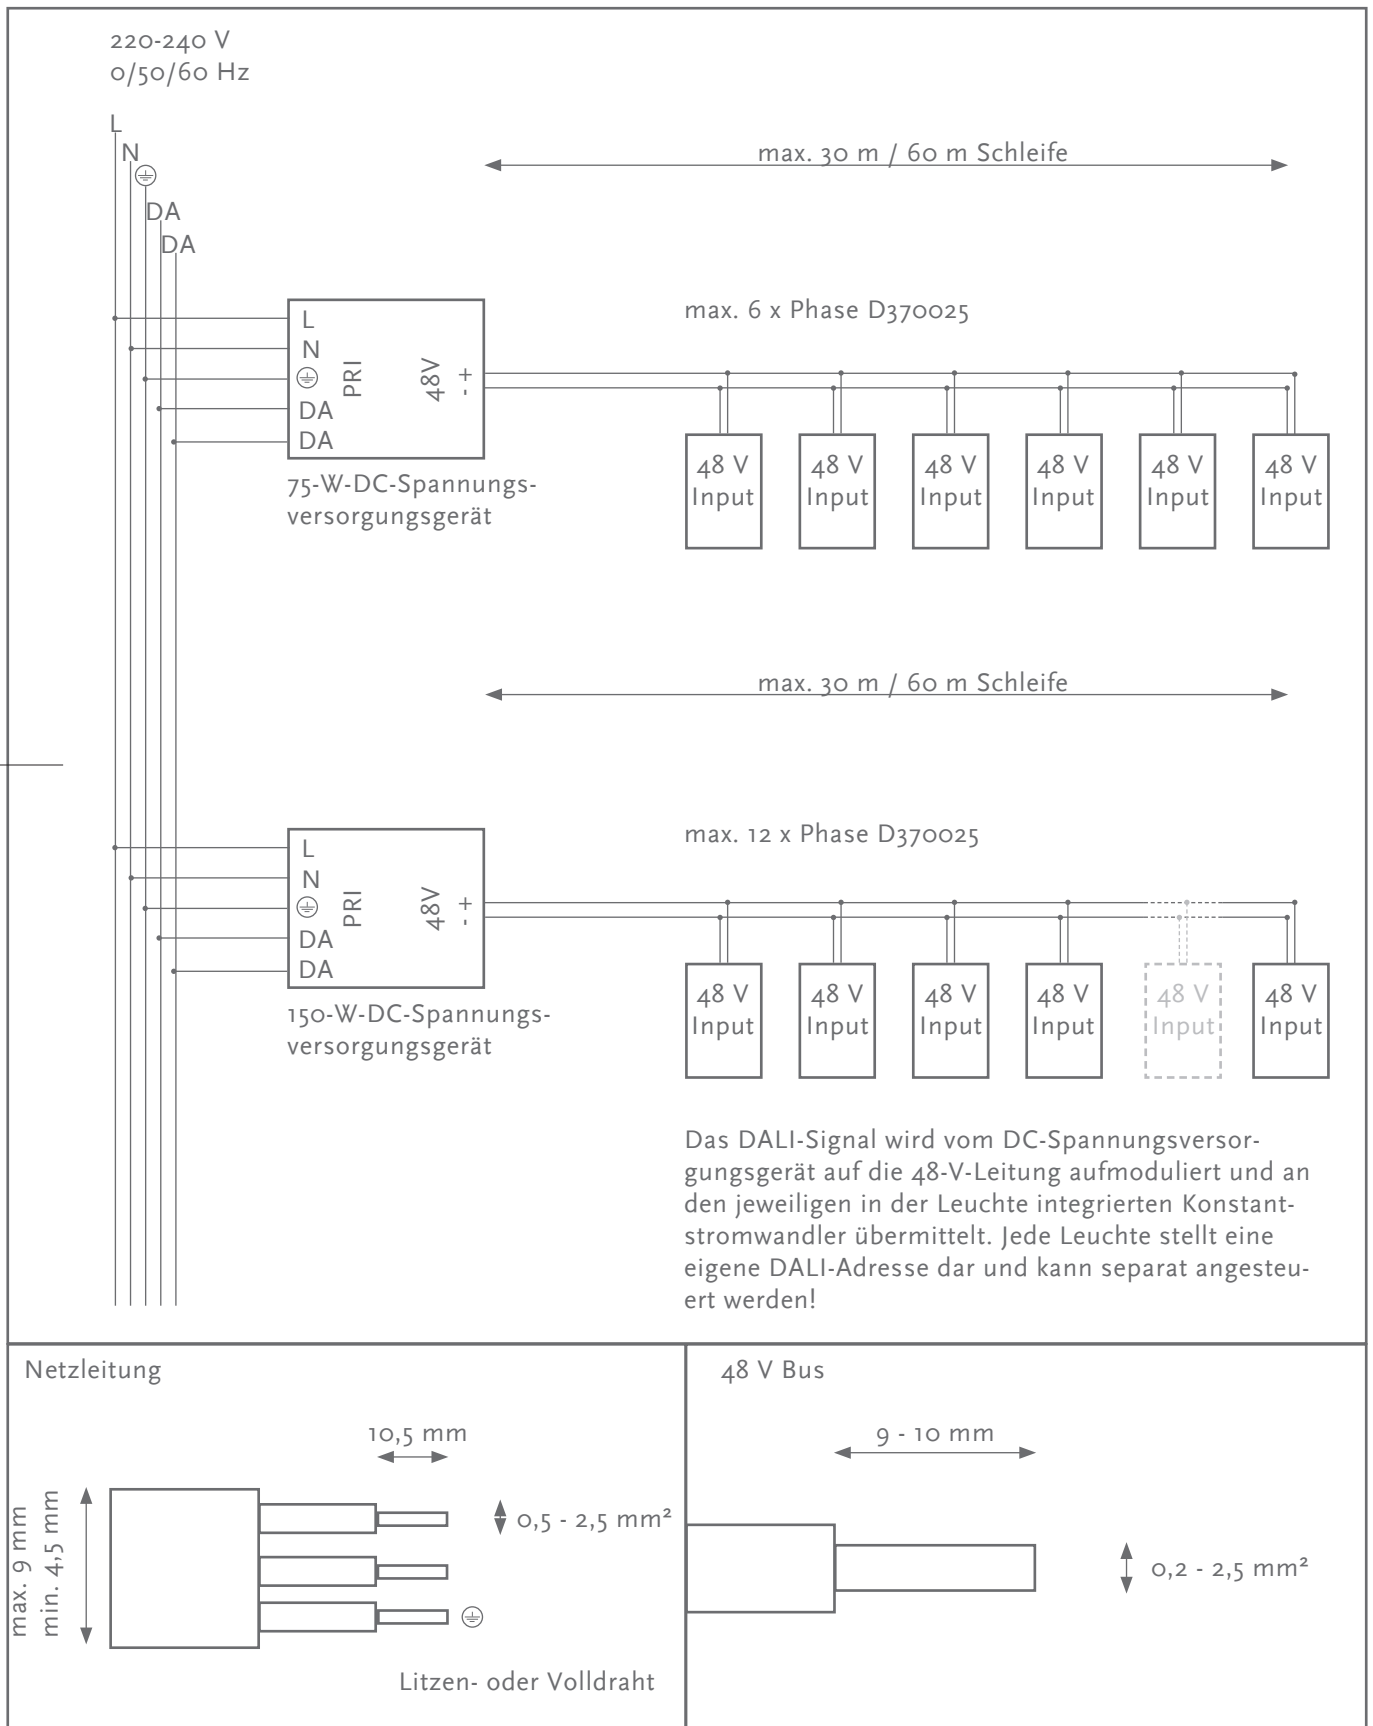 220-240 V
0/50/60 Hz
L
N
DA
DA
max. 30 m / 60 m Schleife
max. 6 x Phase D370025
L
N
DA
DA
PRI
48V
+
-
75-W-DC-Spannungs-
versorgungsgerät
48 V
Input
48 V
Input
48 V
Input
48 V
Input
48 V
Input
48 V
Input
max. 30 m / 60 m Schleife
max. 12 x Phase D370025
L
N
DA
DA
PRI
48V
+
-
150-W-DC-Spannungs-
versorgungsgerät
48 V
Input
48 V
Input
48 V
Input
48 V
Input
48 V
Input
48 V
Input
Das DALI-Signal wird vom DC-Spannungsversor-
gungsgerät auf die 48-V-Leitung aufmoduliert und an
den jeweiligen in der Leuchte integrierten Konstant-
stromwandler übermittelt. Jede Leuchte stellt eine
eigene DALI-Adresse dar und kann separat angesteu-
ert werden!
Netzleitung
10,5 mm
max. 9 mm
min. 4,5 mm
0,5 - 2,5 mm²
Litzen- oder Volldraht
48 V Bus
9 - 10 mm
0,2 - 2,5 mm²